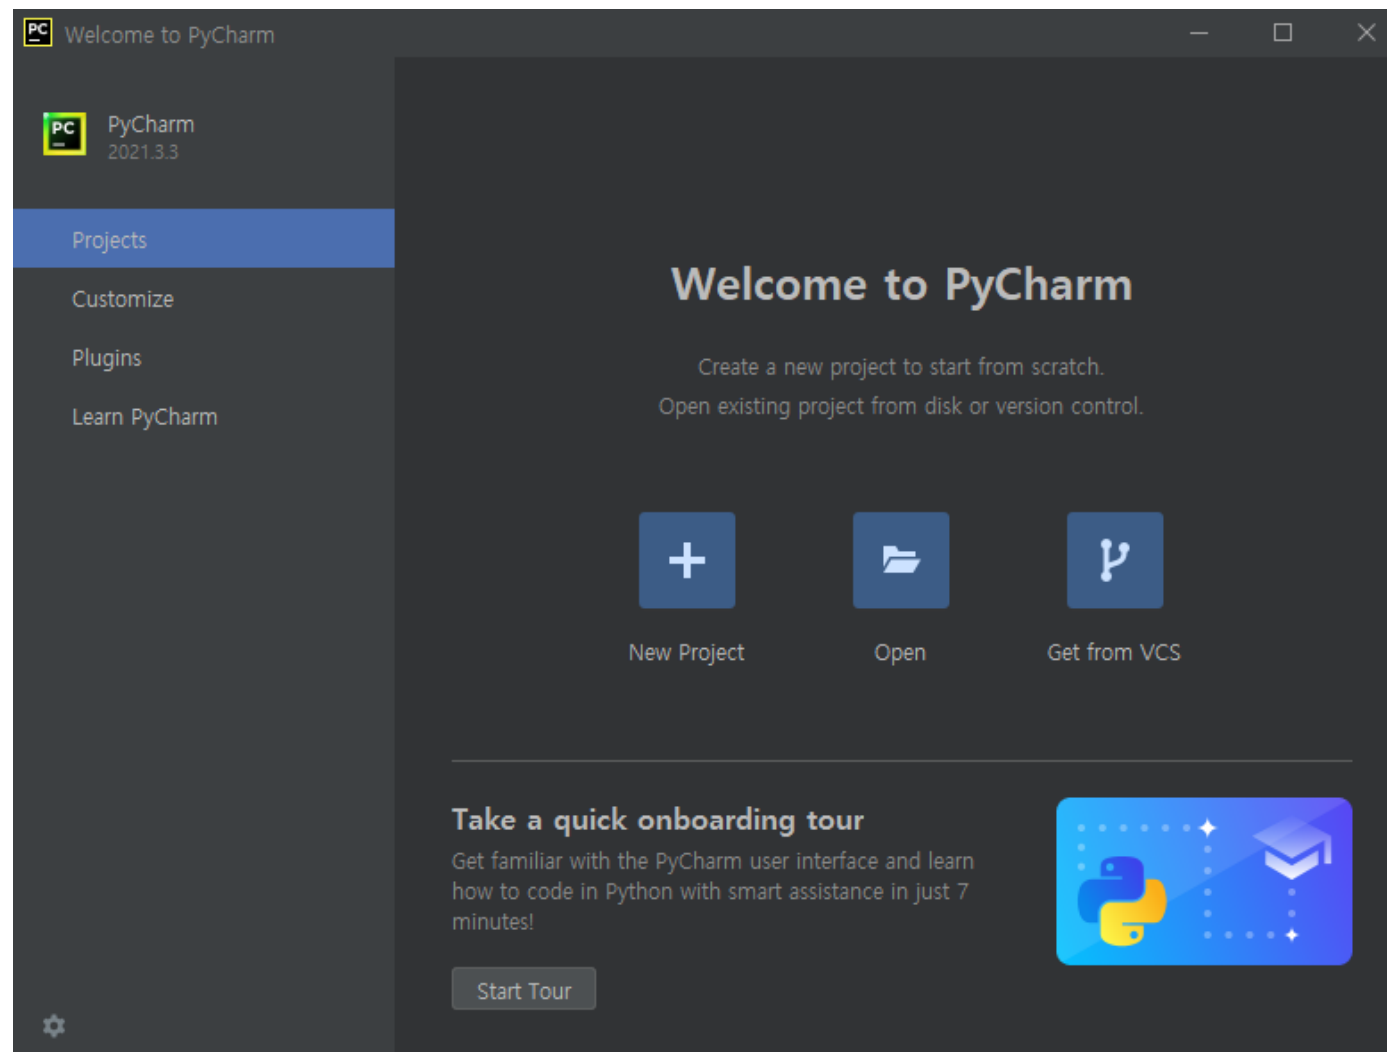 PC Welcome to PyCharm
PC PyCharm
2021.3.3
Projects
Customize
Plugins
Learn PyCharm
Welcome to PyCharm
Create a new project to start from scratch.
Open existing project from disk or version control.
New Project
Open
Get from VCS
Take a quick onboarding tour
Get familiar with the PyCharm user interface and learn
how to code in Python with smart assistance in just 7
minutes!
Start Tour